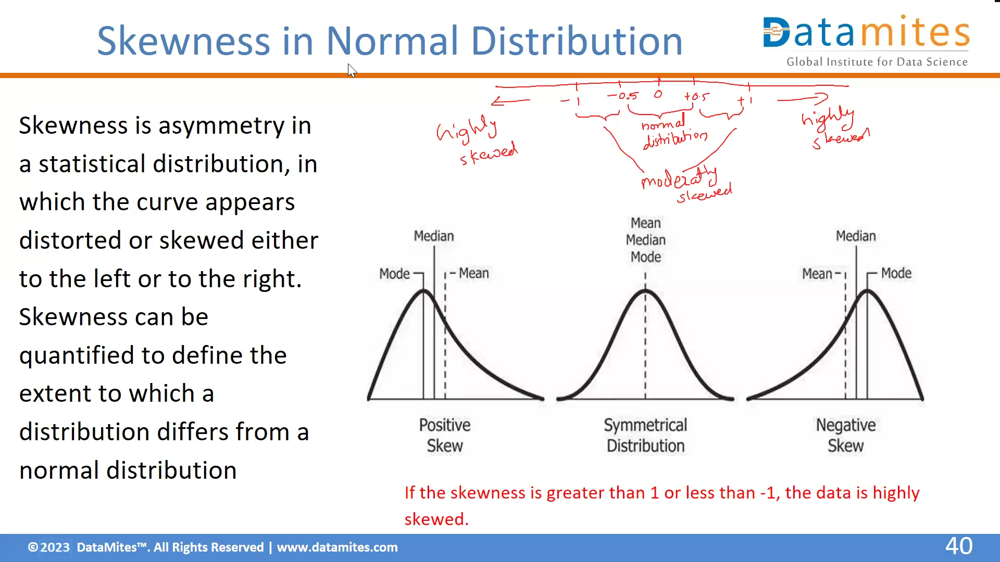 Skewness in Normal Distribution
Datamites
Global Institute for Data Science
-1 -0.5 0 +0.5 +1
highly
skewed
normal
distribution
highly
skewed
moderatly
skewed
Skewness is asymmetry in
a statistical distribution, in
which the curve appears
distorted or skewed either
to the left or to the right.
Skewness can be
quantified to define the
extent to which a
distribution differs from a
normal distribution
Median
Mode
Mean
Positive
Skew
Mean
Median
Mode
Symmetrical
Distribution
Median
Mean
Mode
Negative
Skew
If the skewness is greater than 1 or less than -1, the data is highly
skewed.
©2023 DataMites™. All Rights Reserved | www.datamites.com
40